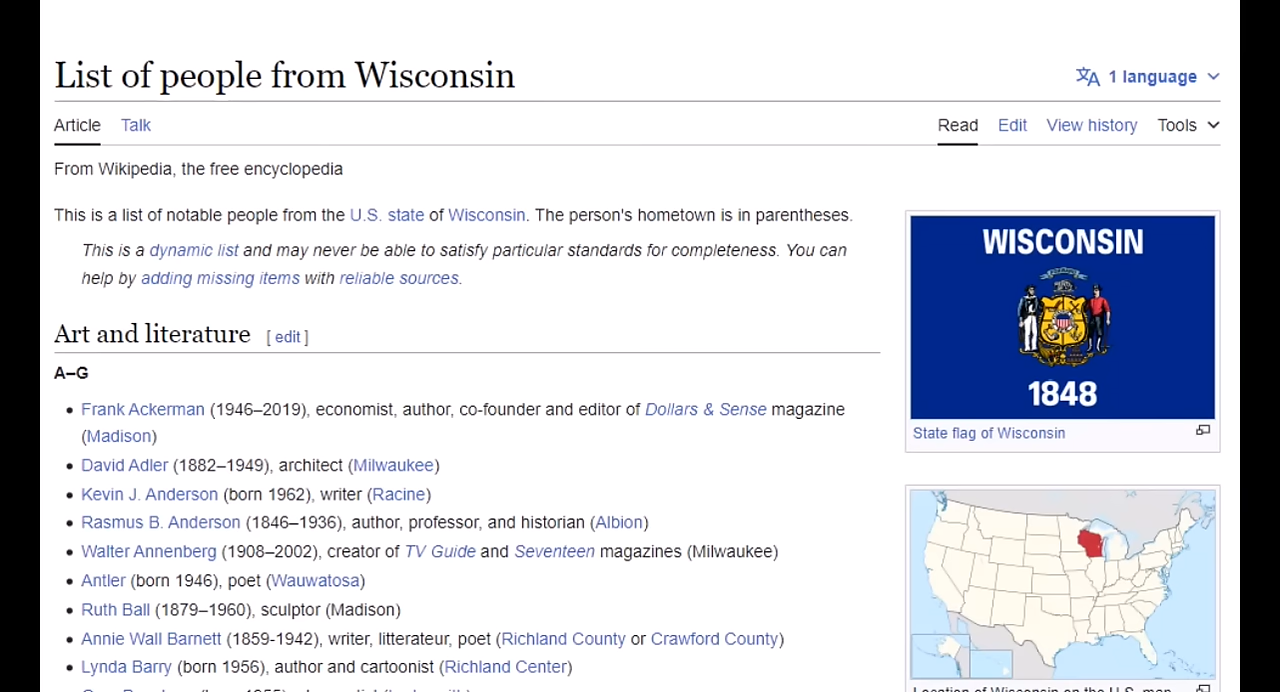 List of people from Wisconsin
1 language
Article Talk
Read Edit View history Tools
From Wikipedia, the free encyclopedia
This is a list of notable people from the U.S. state of Wisconsin. The person's hometown is in parentheses.
This is a dynamic list and may never be able to satisfy particular standards for completeness. You can
help by adding missing items with reliable sources.
Art and literature [ edit ]
A–G
Frank Ackerman (1946–2019), economist, author, co-founder and editor of Dollars & Sense magazine
(Madison)
David Adler (1882–1949), architect (Milwaukee)
Kevin J. Anderson (born 1962), writer (Racine)
Rasmus B. Anderson (1846–1936), author, professor, and historian (Albion)
Walter Annenberg (1908–2002), creator of TV Guide and Seventeen magazines (Milwaukee)
Antler (born 1946), poet (Wauwatosa)
Ruth Ball (1879–1960), sculptor (Madison)
Annie Wall Barnett (1859-1942), writer, litterateur, poet (Richland County or Crawford County)
Lynda Barry (born 1956), author and cartoonist (Richland Center)
WISCONSIN
1848
State flag of Wisconsin
Location of Wisconsin on the U.S. map